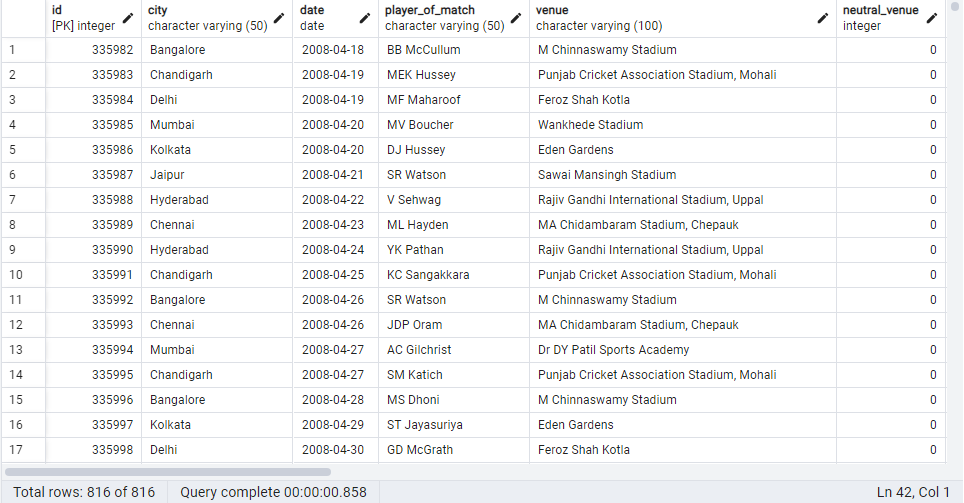 id city date player_of_match venue neutral_venue
[PK] integer character varying (50) date character varying (50) character varying (100) integer
1 335982 Bangalore 2008-04-18 BB McCullum M Chinnaswamy Stadium 0
2 335983 Chandigarh 2008-04-19 MEK Hussey Punjab Cricket Association Stadium, Mohali 0
3 335984 Delhi 2008-04-19 MF Maharoof Feroz Shah Kotla 0
4 335985 Mumbai 2008-04-20 MV Boucher Wankhede Stadium 0
5 335986 Kolkata 2008-04-20 DJ Hussey Eden Gardens 0
6 335987 Jaipur 2008-04-21 SR Watson Sawai Mansingh Stadium 0
7 335988 Hyderabad 2008-04-22 V Sehwag Rajiv Gandhi International Stadium, Uppal 0
8 335989 Chennai 2008-04-23 ML Hayden MA Chidambaram Stadium, Chepauk 0
9 335990 Hyderabad 2008-04-24 YK Pathan Rajiv Gandhi International Stadium, Uppal 0
10 335991 Chandigarh 2008-04-25 KC Sangakkara Punjab Cricket Association Stadium, Mohali 0
11 335992 Bangalore 2008-04-26 SR Watson M Chinnaswamy Stadium 0
12 335993 Chennai 2008-04-26 JDP Oram MA Chidambaram Stadium, Chepauk 0
13 335994 Mumbai 2008-04-27 AC Gilchrist Dr DY Patil Sports Academy 0
14 335995 Chandigarh 2008-04-27 SM Katich Punjab Cricket Association Stadium, Mohali 0
15 335996 Bangalore 2008-04-28 MS Dhoni M Chinnaswamy Stadium 0
16 335997 Kolkata 2008-04-29 ST Jayasuriya Eden Gardens 0
17 335998 Delhi 2008-04-30 GD McGrath Feroz Shah Kotla 0
Total rows: 816 of 816 Query complete 00:00:00.858 Ln 42, Col 1